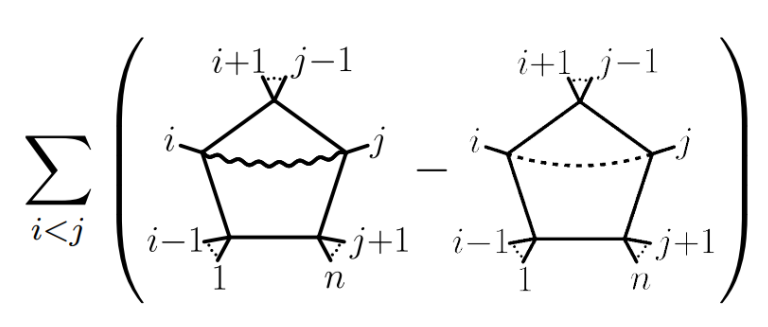 i+1 j−1 i+1 j−1
i j i j
∑ ( − )
i<j i−1 j+1 i−1 j+1
1 n 1 n